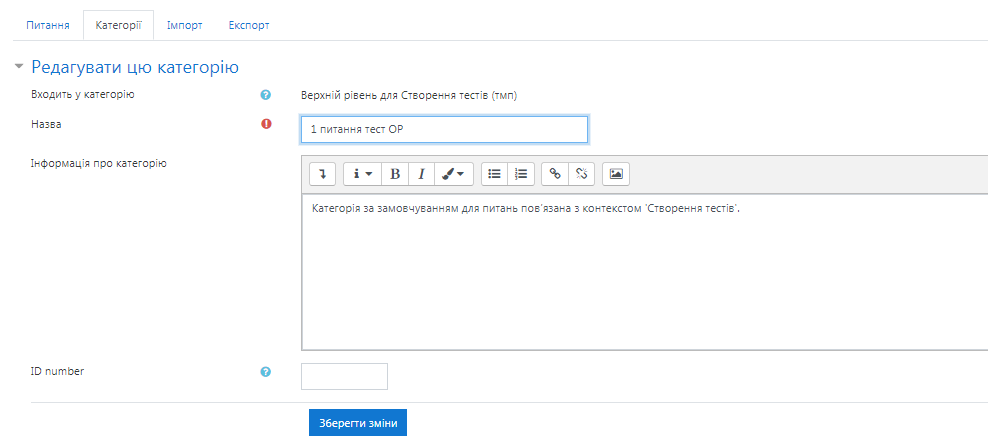 Питання Категорії Імпорт Експорт
Редагувати цю категорію
Входить у категорію Верхній рівень для Створення тестів (тмп)
Назва 1 питання тест ОР
Інформація про категорію
B I
Категорія за замовчуванням для питань пов'язана з контекстом 'Створення тестів'.
ID number
Зберегти зміни